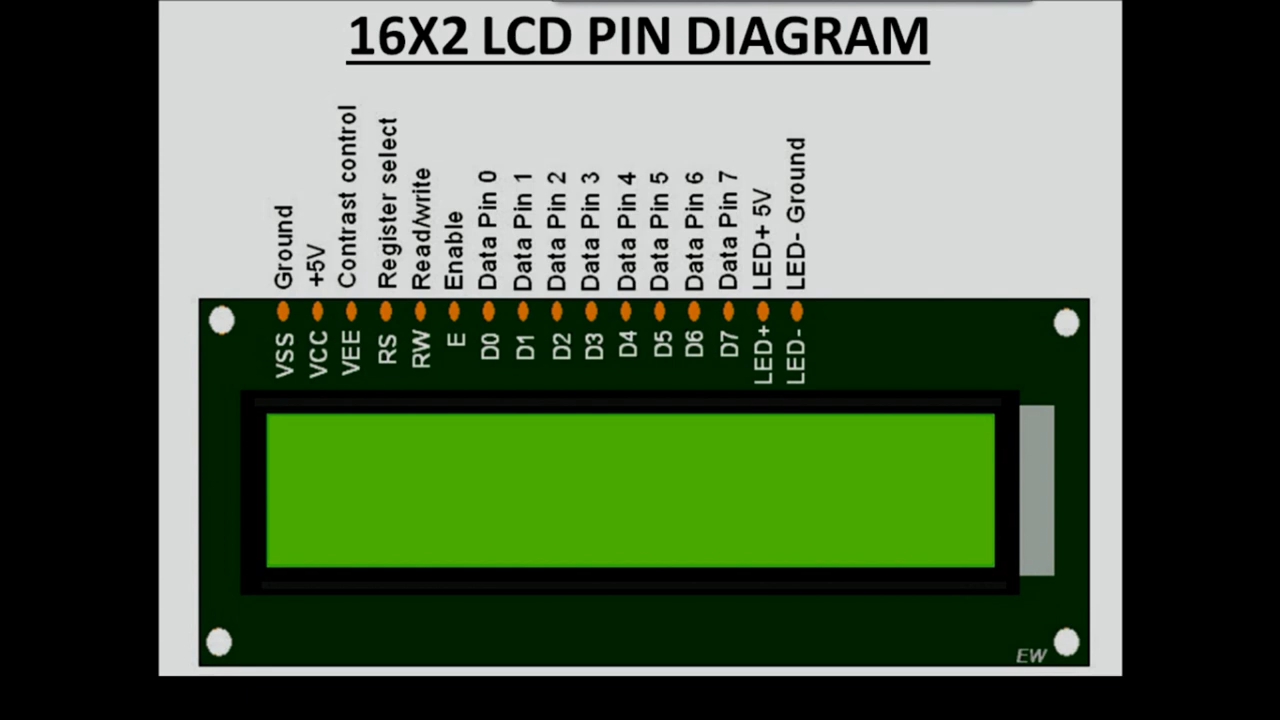 16X2 LCD PIN DIAGRAM
Ground
+5V
Contrast control
Register select
Read/write
Enable
Data Pin 0
Data Pin 1
Data Pin 2
Data Pin 3
Data Pin 4
Data Pin 5
Data Pin 6
Data Pin 7
LED+ 5V
LED- Ground
VSS
VCC
VEE
RS
RW
E
D0
D1
D2
D3
D4
D5
D6
D7
LED+
LED-
EW